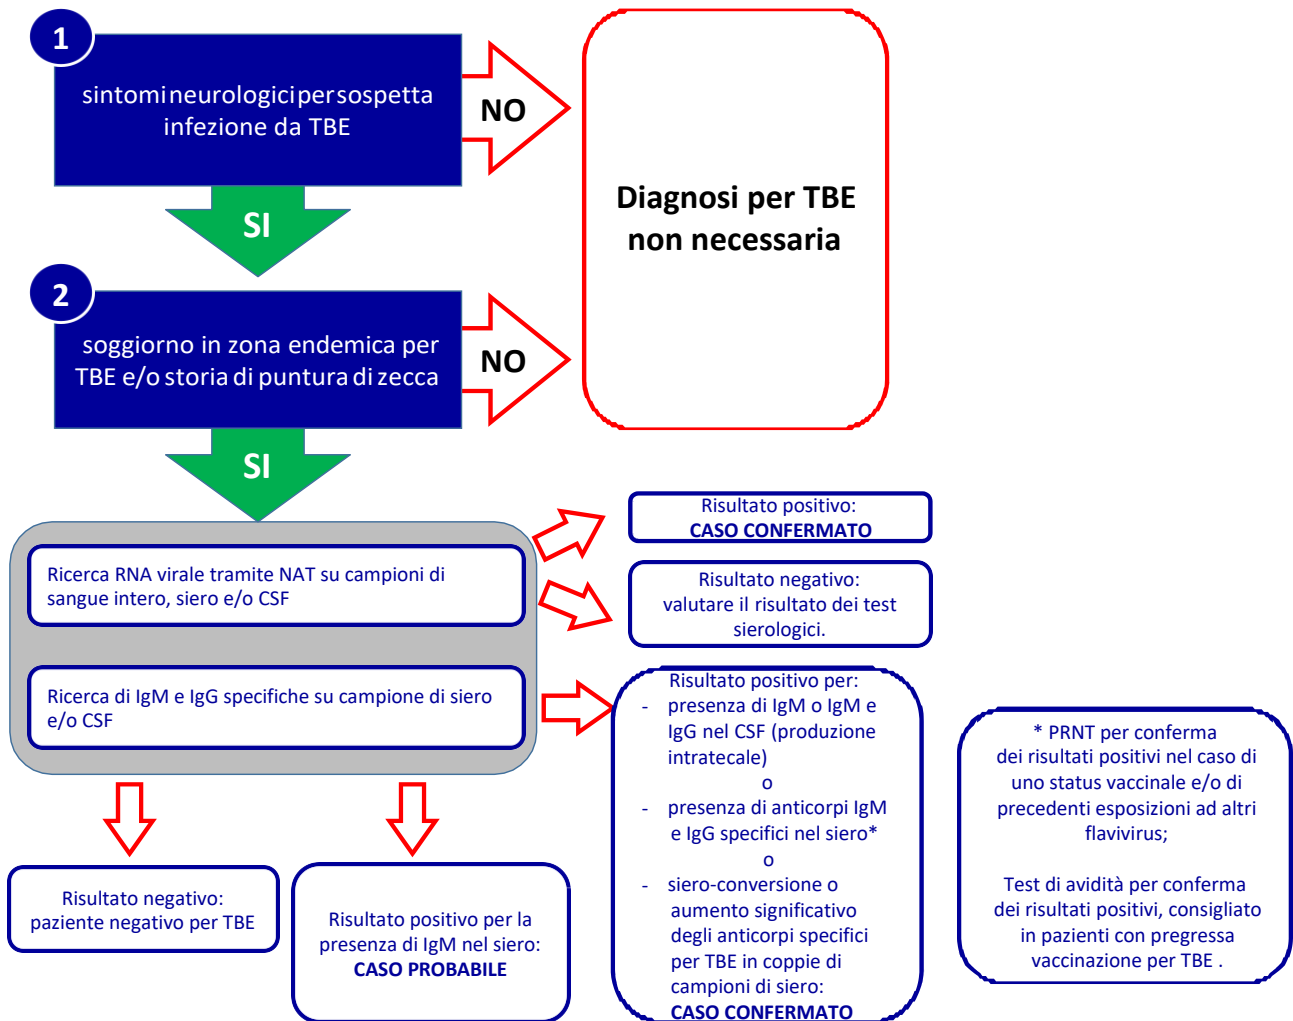 1
sintomi neurologici per sospetta
infezione da TBE
NO
SI
Diagnosi per TBE
non necessaria
2
soggiorno in zona endemica per
TBE e/o storia di puntura di zecca
NO
SI
Ricerca RNA virale tramite NAT su campioni di
sangue intero, siero e/o CSF
Ricerca di IgM e IgG specifiche su campione di siero
e/o CSF
Risultato positivo:
CASO CONFERMATO
Risultato negativo:
valutare il risultato dei test
sierologici.
Risultato positivo per:
- presenza di IgM o IgM e
IgG nel CSF (produzione
intratecale)
o
- presenza di anticorpi IgM
e IgG specifici nel siero*
o
- siero-conversione o
aumento significativo
degli anticorpi specifici
per TBE in coppie di
campioni di siero:
CASO CONFERMATO
* PRNT per conferma
dei risultati positivi nel caso di
uno status vaccinale e/o di
precedenti esposizioni ad altri
flavivirus;
Test di avidità per conferma
dei risultati positivi, consigliato
in pazienti con pregressa
vaccinazione per TBE .
Risultato negativo:
paziente negativo per TBE
Risultato positivo per la
presenza di IgM nel siero:
CASO PROBABILE